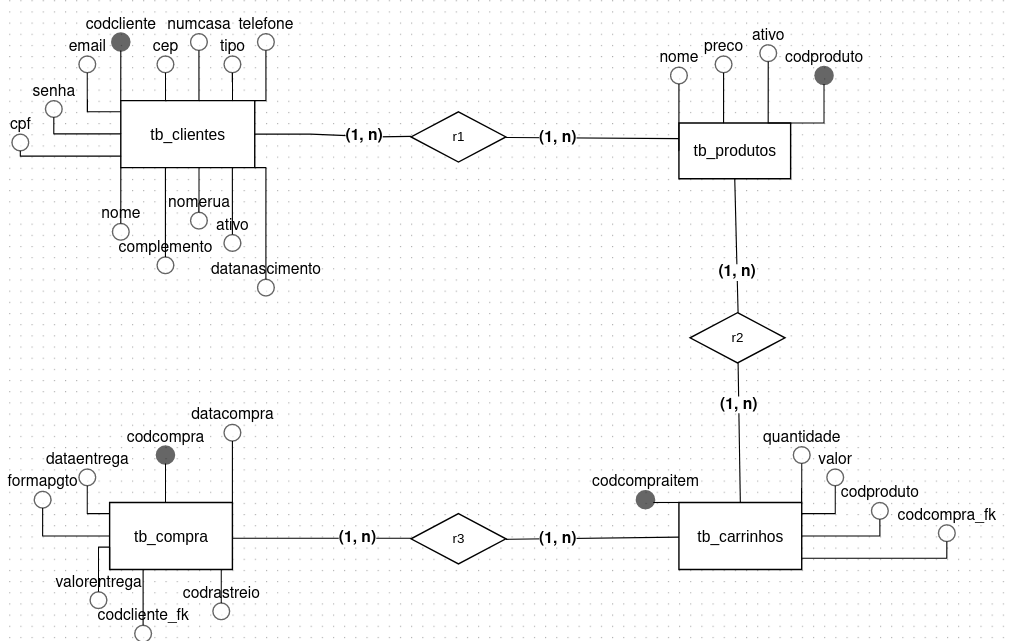 codcliente
numcasa
telefone
email
cep
tipo
senha
cpf
tb_clientes
nome
nomerua
complemento
ativo
datanascimento
(1, n)
r1
(1, n)
nome
preco
ativo
codproduto
tb_produtos
(1, n)
r2
(1, n)
datacompra
codcompra
dataentrega
formapgto
tb_compra
valorentrega
codcliente_fk
codrastreio
(1, n)
r3
(1, n)
codcompraitem
quantidade
valor
codproduto
codcompra_fk
tb_carrinhos